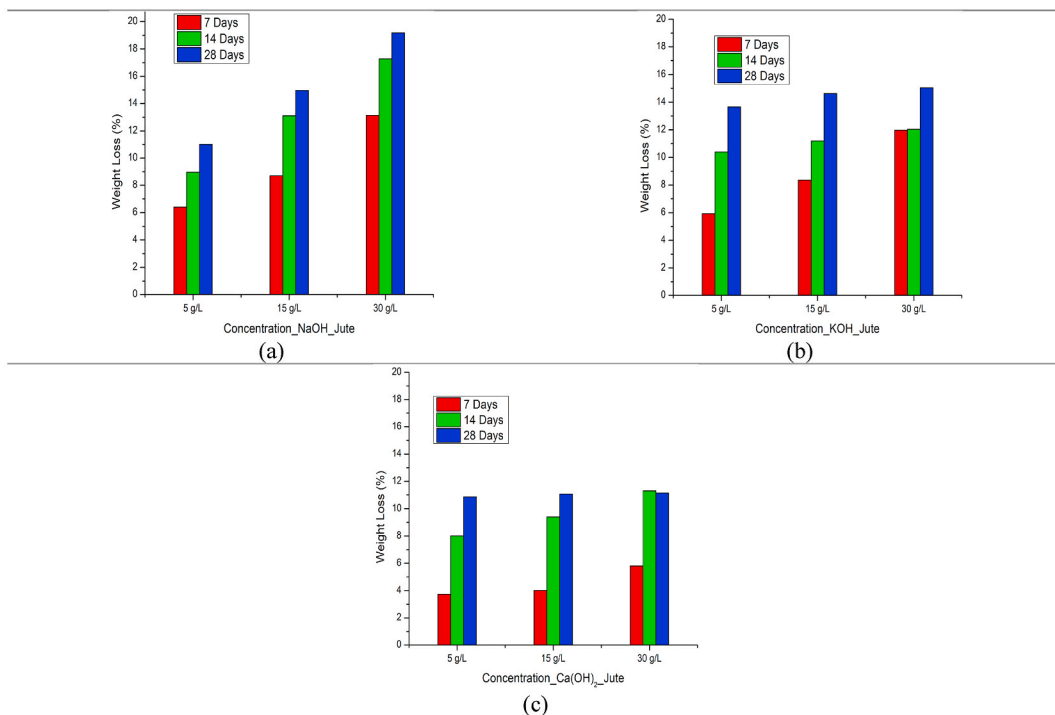 20
18
16
14
12
10
8
6
4
2
0
Weight Loss (%)
7 Days
14 Days
28 Days
5 g/L 15 g/L 30 g/L
Concentration_NaOH_Jute
(a)
20
18
16
14
12
10
8
6
4
2
0
Weight Loss (%)
7 Days
14 Days
28 Days
5 g/L 15 g/L 30 g/L
Concentration_KOH_Jute
(b)
20
18
16
14
12
10
8
6
4
2
0
Weight Loss (%)
7 Days
14 Days
28 Days
5 g/L 15 g/L 30 g/L
Concentration_Ca(OH)₂_Jute
(c)